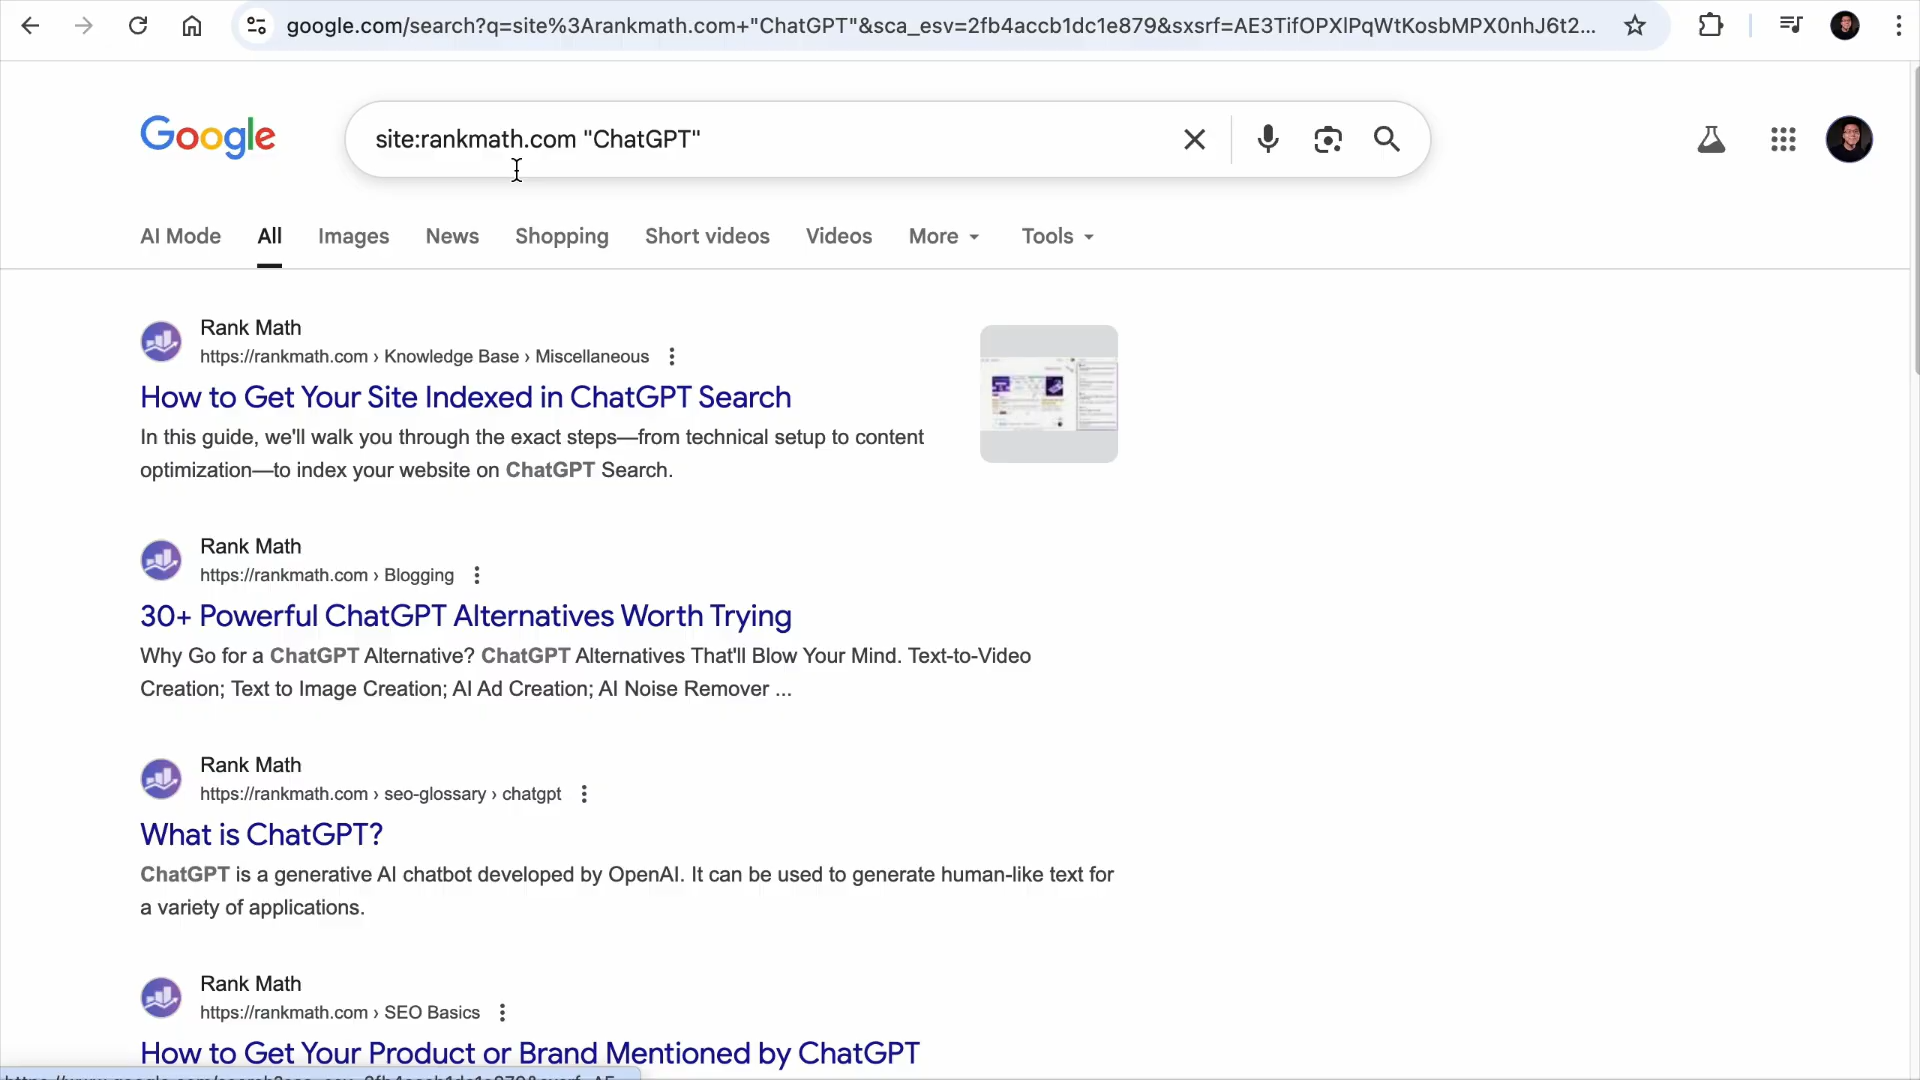 google.com/search?q=site%3Arankmath.com+"ChatGPT"&sca_esv=2fb4accb1dc1e879&sxsrf=AE3TifOPXlPqWtKosbMPX0nhJ6t2...
Google
site:rankmath.com "ChatGPT"
AI Mode All Images News Shopping Short videos Videos More Tools
Rank Math
https://rankmath.com › Knowledge Base › Miscellaneous
How to Get Your Site Indexed in ChatGPT Search
In this guide, we'll walk you through the exact steps—from technical setup to content
optimization—to index your website on ChatGPT Search.
Rank Math
https://rankmath.com › Blogging
30+ Powerful ChatGPT Alternatives Worth Trying
Why Go for a ChatGPT Alternative? ChatGPT Alternatives That'll Blow Your Mind. Text-to-Video
Creation; Text to Image Creation; AI Ad Creation; AI Noise Remover ...
Rank Math
https://rankmath.com › seo-glossary › chatgpt
What is ChatGPT?
ChatGPT is a generative AI chatbot developed by OpenAI. It can be used to generate human-like text for
a variety of applications.
Rank Math
https://rankmath.com › SEO Basics
How to Get Your Product or Brand Mentioned by ChatGPT